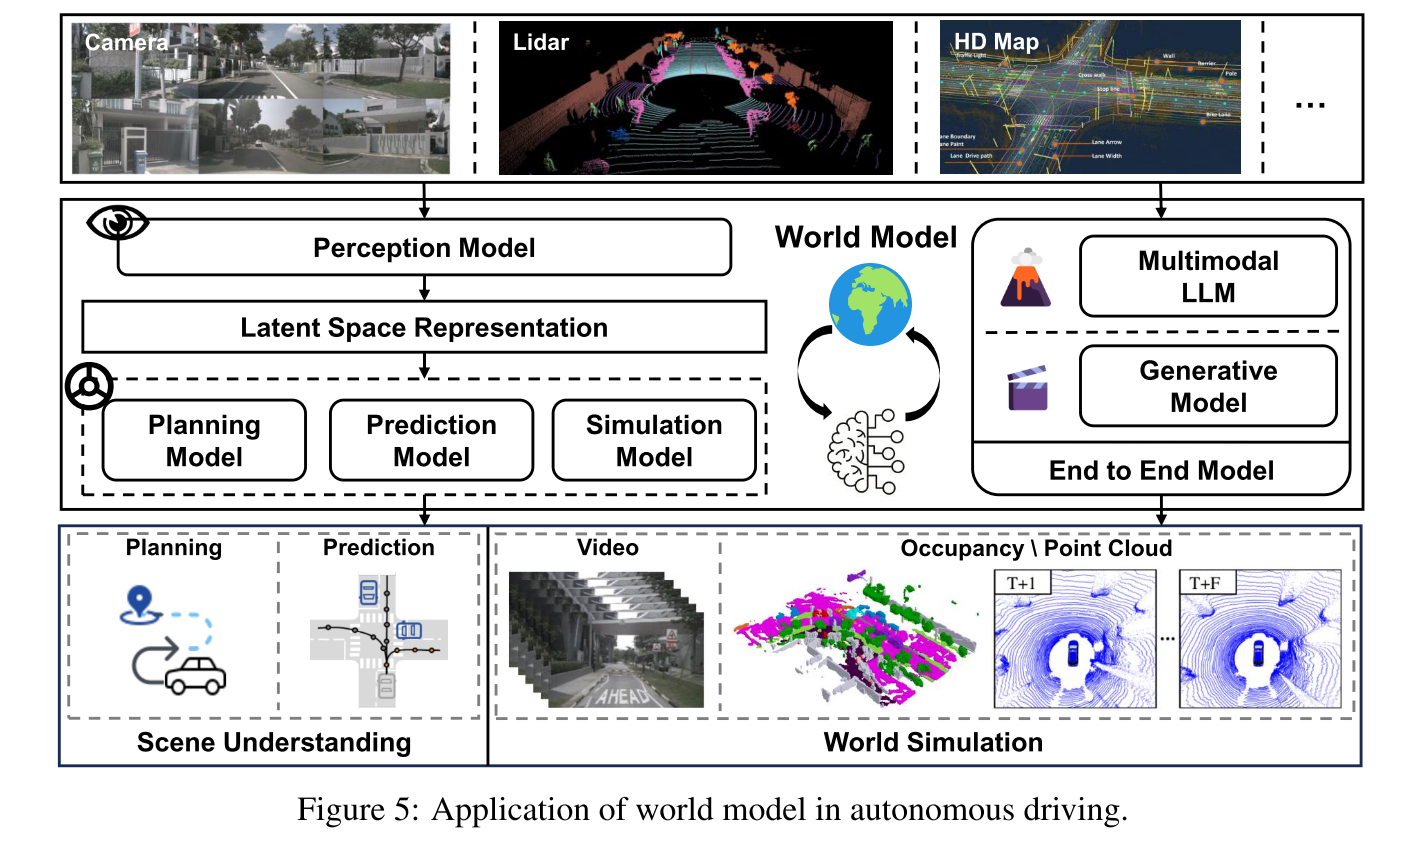 Camera
Lidar
HD Map
Traffic Light
Wall
Barrier
Pole
Cross walk
Stop line
Bike Lane
ane Boundary
ane Paint
Lane Drive path
Lane Arrow
Lane Width
...
Perception Model
Latent Space Representation
Planning
Model
Prediction
Model
Simulation
Model
World Model
Multimodal
LLM
Generative
Model
End to End Model
Planning
Prediction
Scene Understanding
Video
AHEAD
Occupancy \ Point Cloud
T+1
...
T+F
World Simulation
Figure 5: Application of world model in autonomous driving.